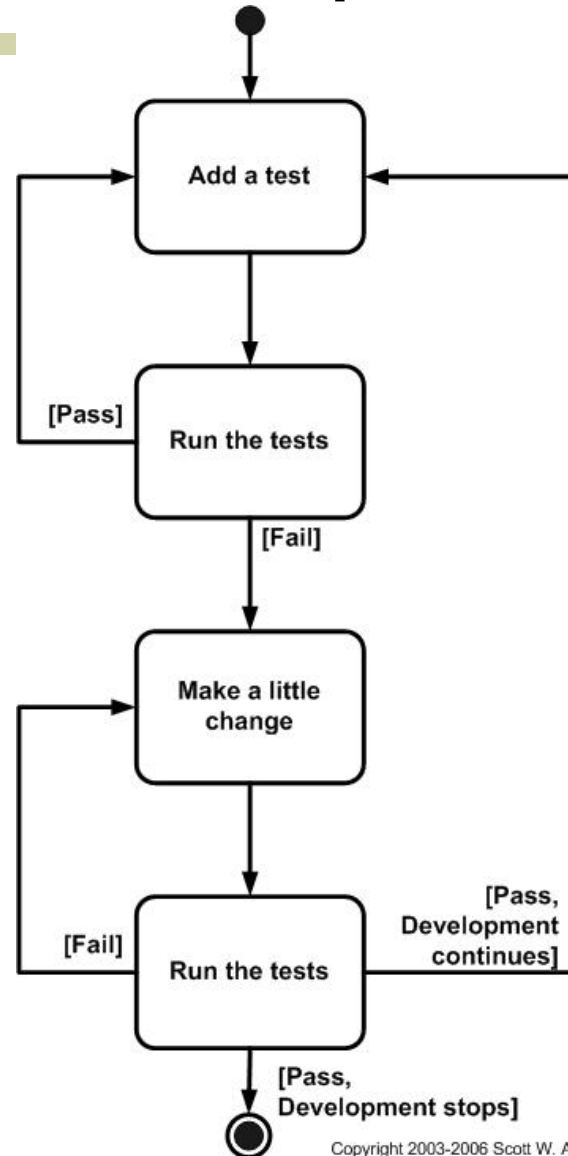 Add a test
[Pass]
Run the tests
[Fail]
Make a little
change
[Fail]
Run the tests
[Pass,
Development
continues]
[Pass,
Development stops]
Copyright 2003-2006 Scott W. A